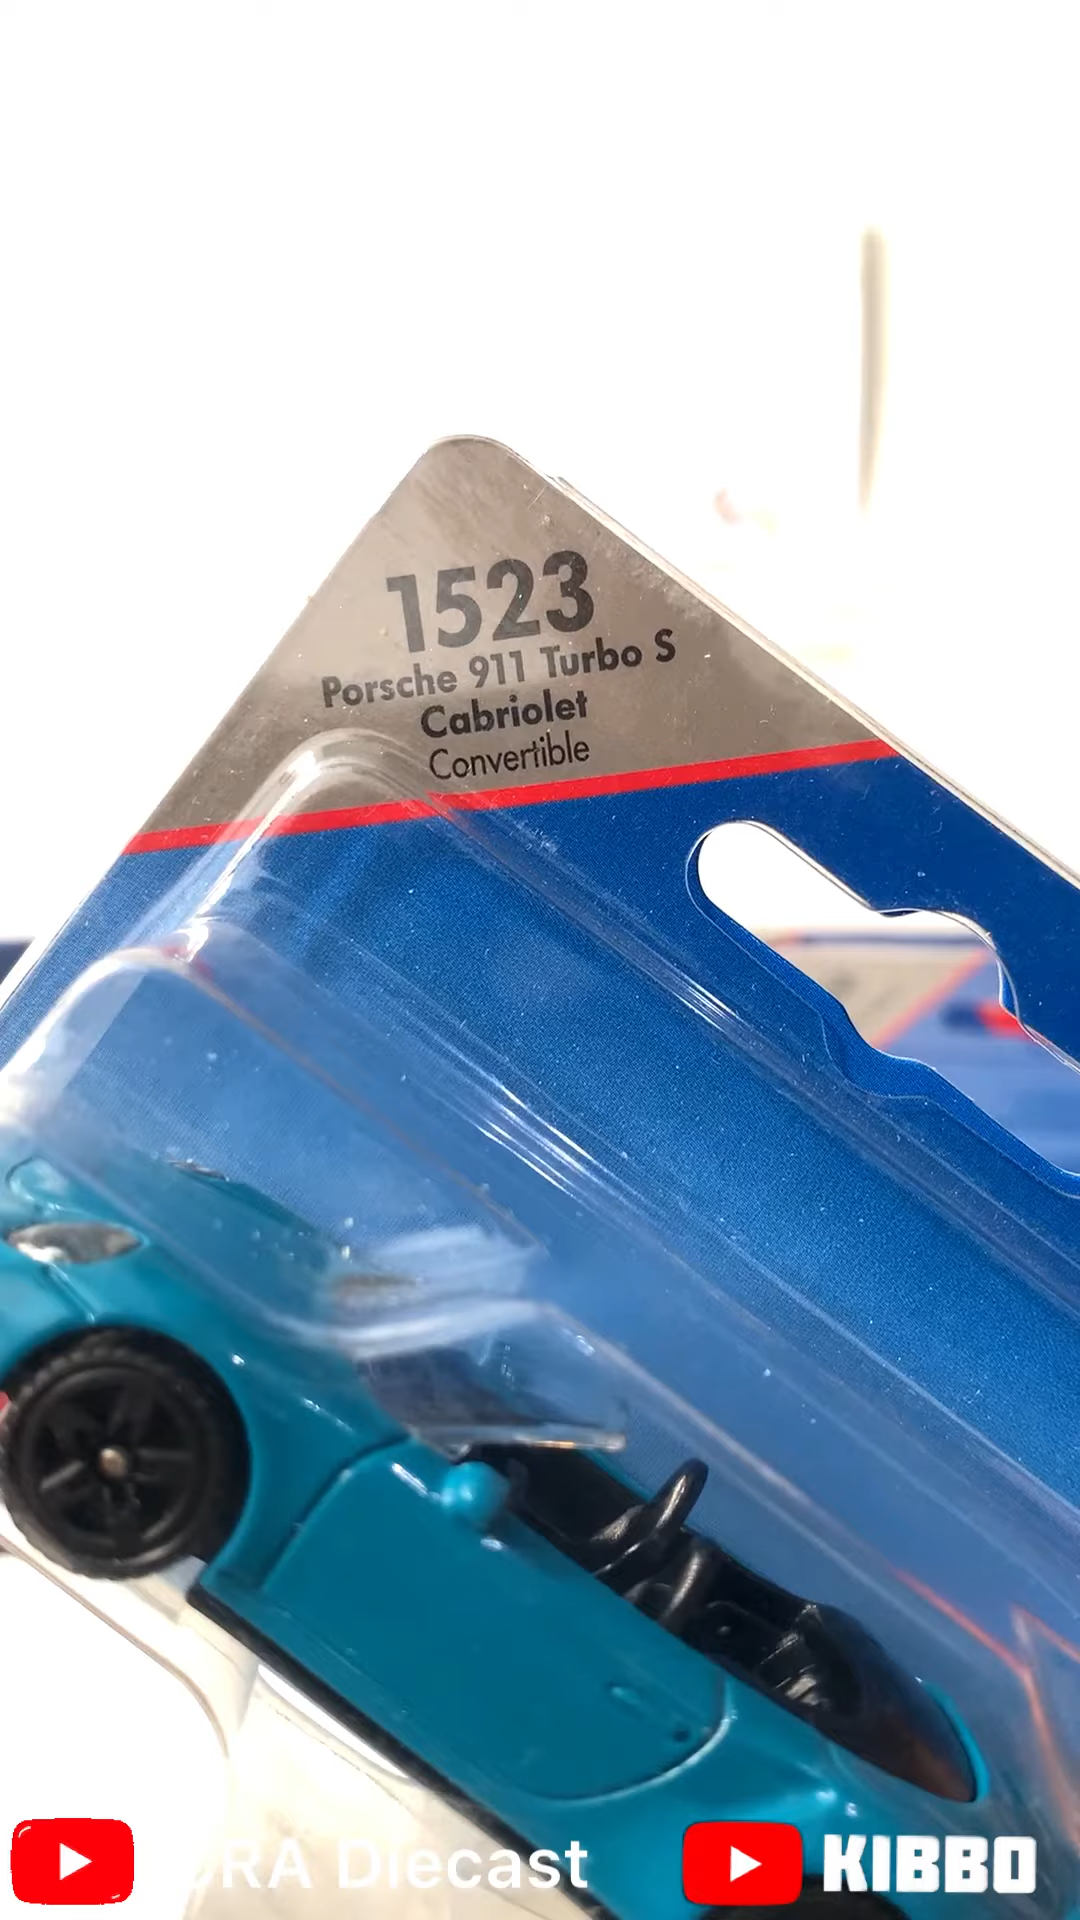 1523
Porsche 911 Turbo S
Cabriolet
Convertible
Diecast
KIBBO